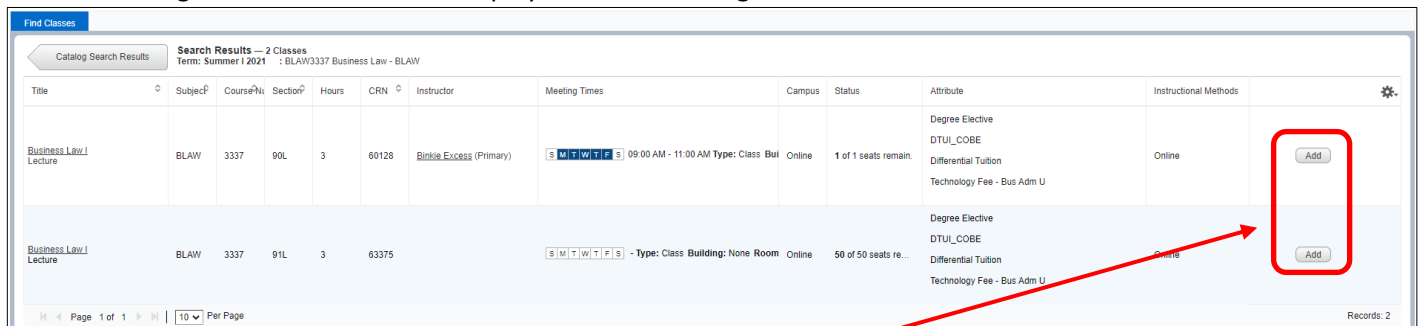 Find Classes
Catalog Search Results
Search Results — 2 Classes
Term: Summer I 2021 : BLAW3337 Business Law - BLAW
Title Subject Course Nu Section Hours CRN Instructor Meeting Times Campus Status Attribute Instructional Methods
Business Law I
Lecture
BLAW 3337 90L 3 60128 Binkie Excess (Primary) S M T W T F S 09:00 AM - 11:00 AM Type: Class Bui Online 1 of 1 seats remain.
Degree Elective
DTUI_COBE
Differential Tuition
Technology Fee - Bus Adm U
Online Add
Business Law I
Lecture
BLAW 3337 91L 3 63375 S M T W T F S - Type: Class Building: None Room Online 50 of 50 seats re...
Degree Elective
DTUI_COBE
Differential Tuition
Technology Fee - Bus Adm U
Online Add
Page 1 of 1 10 Per Page Records: 2